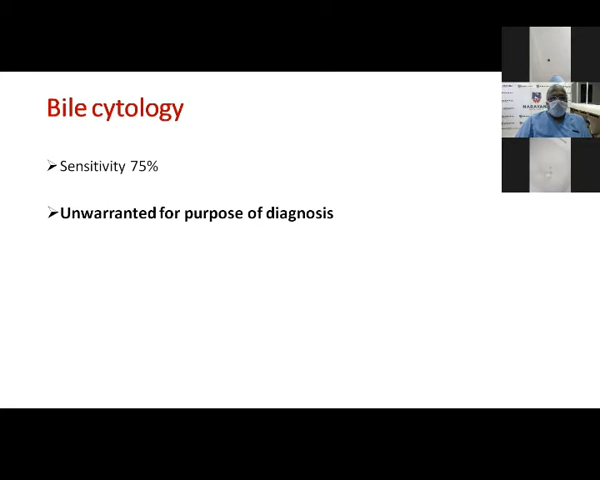 Bile cytology
➢Sensitivity 75%
➢Unwarranted for purpose of diagnosis